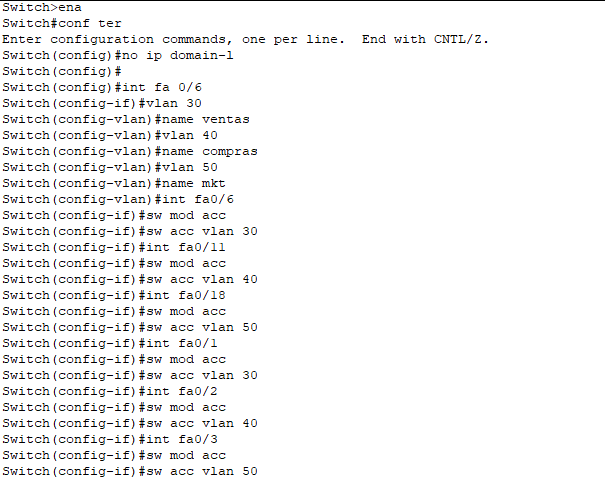 Switch>ena
Switch#conf ter
Enter configuration commands, one per line.  End with CNTL/Z.
Switch(config)#no ip domain-l
Switch(config)#
Switch(config)#int fa 0/6
Switch(config-if)#vlan 30
Switch(config-vlan)#name ventas
Switch(config-vlan)#vlan 40
Switch(config-vlan)#name compras
Switch(config-vlan)#vlan 50
Switch(config-vlan)#name mkt
Switch(config-vlan)#int fa0/6
Switch(config-if)#sw mod acc
Switch(config-if)#sw acc vlan 30
Switch(config-if)#int fa0/11
Switch(config-if)#sw mod acc
Switch(config-if)#sw acc vlan 40
Switch(config-if)#int fa0/18
Switch(config-if)#sw mod acc
Switch(config-if)#sw acc vlan 50
Switch(config-if)#int fa0/1
Switch(config-if)#sw mod acc
Switch(config-if)#sw acc vlan 30
Switch(config-if)#int fa0/2
Switch(config-if)#sw mod acc
Switch(config-if)#sw acc vlan 40
Switch(config-if)#int fa0/3
Switch(config-if)#sw mod acc
Switch(config-if)#sw acc vlan 50